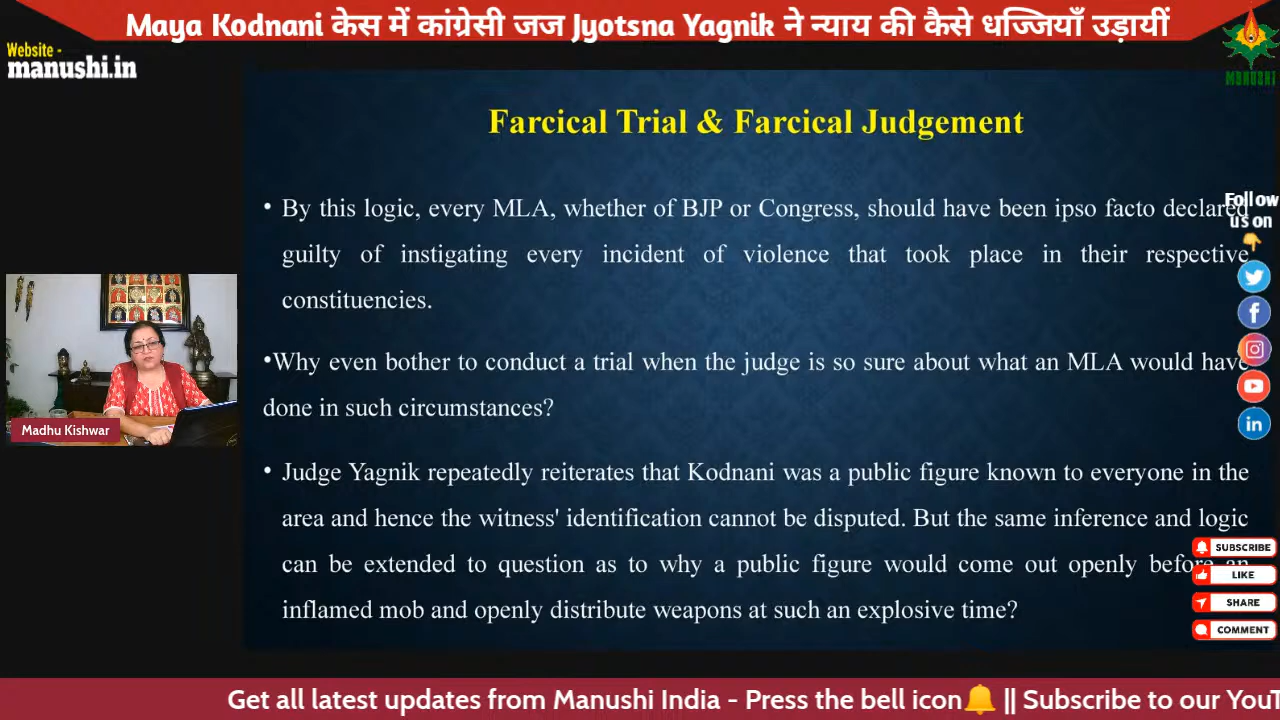 Maya Kodnani केस में कांग्रेसी जज Jyotsna Yagnik ने न्याय की कैसे धज्जियाँ उड़ायीं
Website -
manushi.in
MANUSHI
Farcical Trial & Farcical Judgement
• By this logic, every MLA, whether of BJP or Congress, should have been ipso facto declared
guilty of instigating every incident of violence that took place in their respective
constituencies.
•Why even bother to conduct a trial when the judge is so sure about what an MLA would have
done in such circumstances?
• Judge Yagnik repeatedly reiterates that Kodnani was a public figure known to everyone in the
area and hence the witness' identification cannot be disputed. But the same inference and logic
can be extended to question as to why a public figure would come out openly before an
inflamed mob and openly distribute weapons at such an explosive time?
Madhu Kishwar
Follow
us on
SUBSCRIBE
LIKE
SHARE
COMMENT
Get all latest updates from Manushi India - Press the bell icon🔔 || Subscribe to our YouT